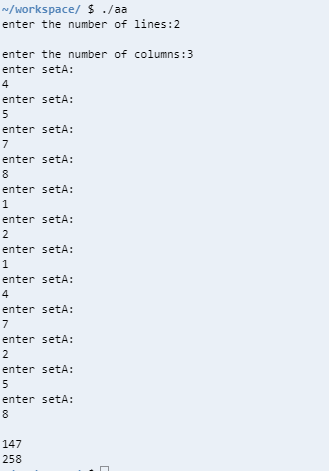 ~/workspace/ $ ./aa
enter the number of lines:2
enter the number of columns:3
enter setA:
4
enter setA:
5
enter setA:
7
enter setA:
8
enter setA:
1
enter setA:
2
enter setA:
1
enter setA:
4
enter setA:
7
enter setA:
2
enter setA:
5
enter setA:
8
147
258